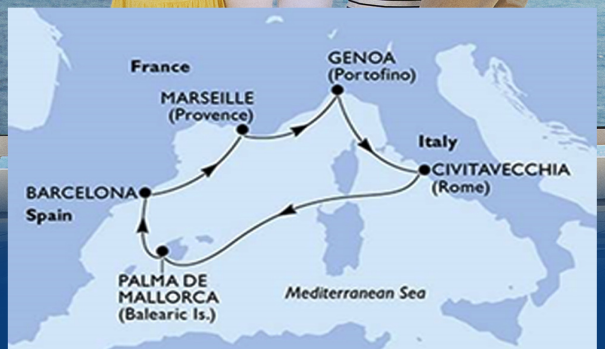 GENOA
(Portofino)
France
MARSEILLE
(Provence)
Italy
CIVITAVECCHIA
(Rome)
BARCELONA
Spain
PALMA DE
MALLORCA
(Balearic Is.)
Mediterranean Sea